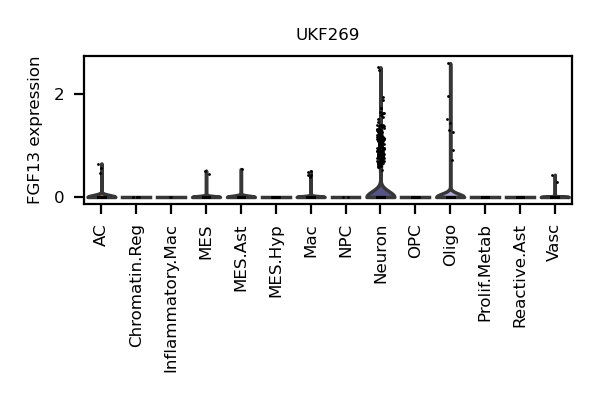 UKF269
FGF13 expression
2
0
AC
Chromatin.Reg
Inflammatory.Mac
MES
MES.Ast
MES.Hyp
Mac
NPC
Neuron
OPC
Oligo
Prolif.Metab
Reactive.Ast
Vasc